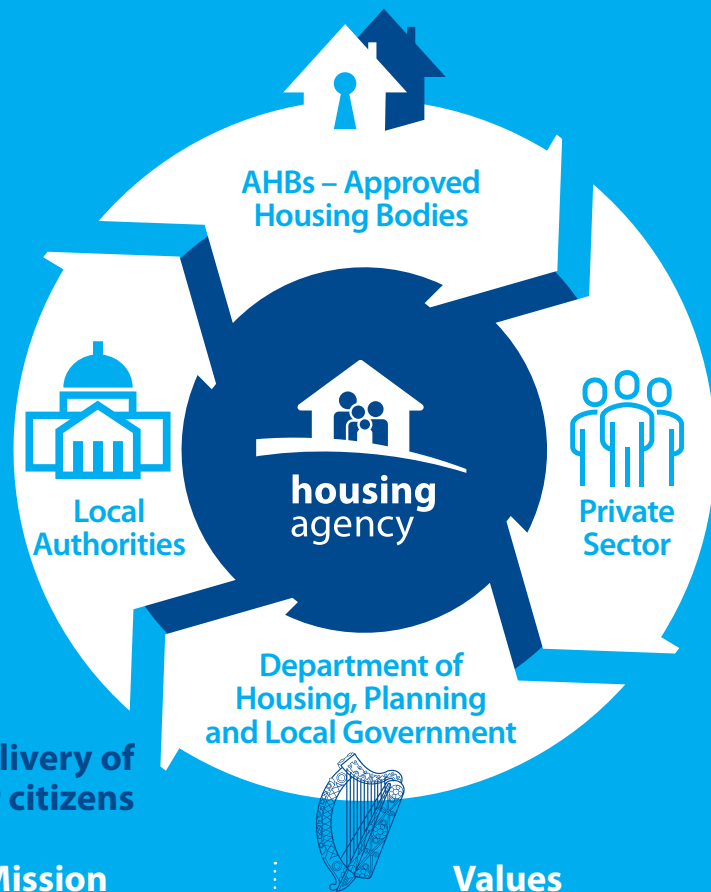 AHBs – Approved
Housing Bodies
Local
Authorities
housing
agency
Private
Sector
Department of
Housing, Planning
and Local Government
livery of
citizens
Mission
Values